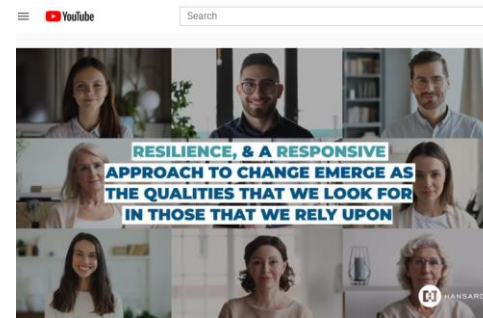 YouTube
Search
RESILIENCE, & A RESPONSIVE
APPROACH TO CHANGE EMERGE AS
THE QUALITIES THAT WE LOOK FOR
IN THOSE THAT WE RELY UPON
HANSARD